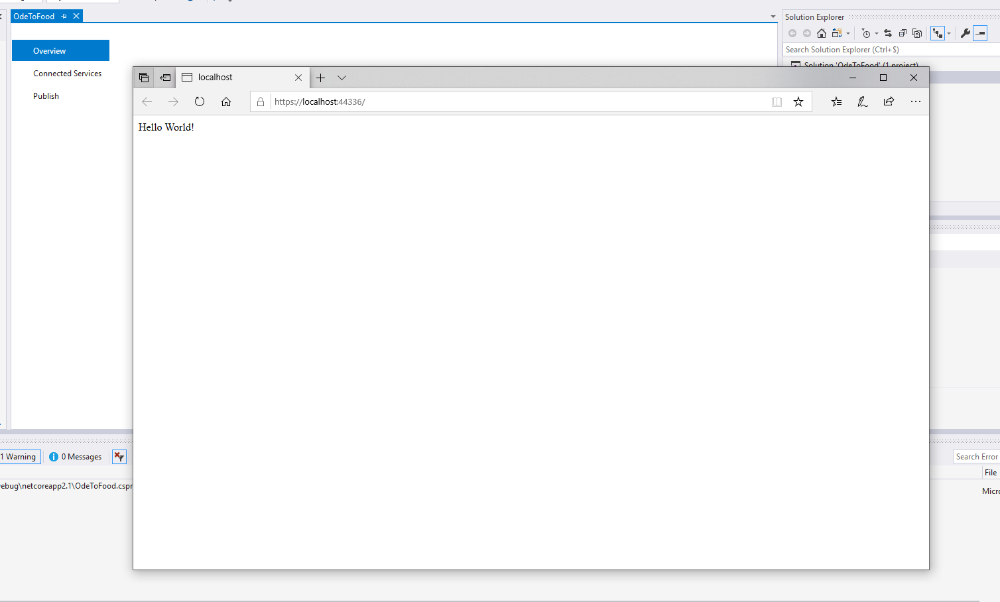 OdeToFood
Solution Explorer
Search Solution Explorer (Ctrl+$)
Solution 'OdeToFood' (1 project)
Overview
Connected Services
Publish
localhost
https://localhost:44336/
Hello World!
1 Warning
0 Messages
Search Error
File
ebug\netcoreapp2.1\OdeToFood.cspr
Micro